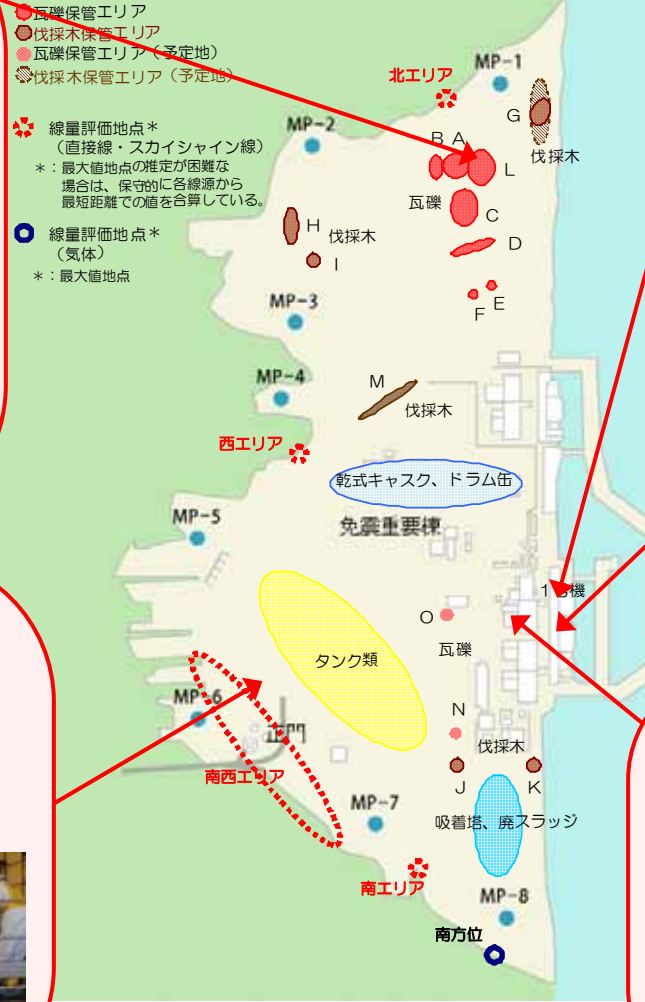 瓦礫保管エリア
伐採木保管エリア
瓦礫保管エリア（予定地）
伐採木保管エリア（予定地）
線量評価地点＊
（直接線・スカイシャイン線）
＊：最大値地点の推定が困難な
場合は、保守的に各線源から
最短距離での値を合算している。
線量評価地点＊
（気体）
＊：最大値地点
MP-1
北エリア
G
伐採木
MP-2
B
A
L
瓦礫
C
H
伐採木
D
I
E
F
MP-3
MP-4
M
伐採木
西エリア
乾式キャスク、ドラム缶
MP-5
免震重要棟
1号機
O
瓦礫
タンク類
MP-6
N
正門
伐採木
南西エリア
J
K
MP-7
吸着塔、廃スラッジ
南エリア
MP-8
南方位